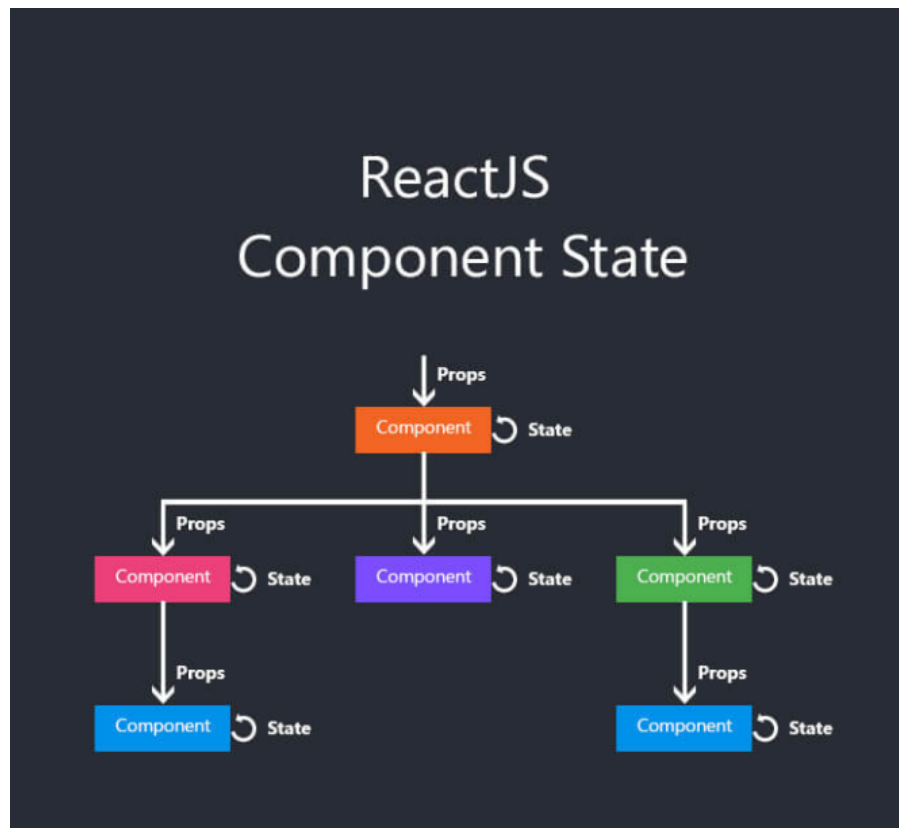 ReactJS
Component State
Props
Component State
Props Props Props
Component State Component State Component State
Props Props
Component State Component State